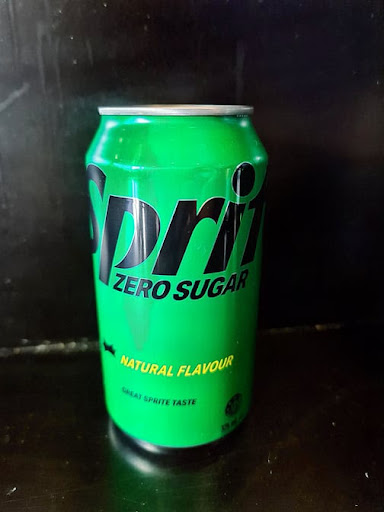 Sprit
ZERO SUGAR
NATURAL FLAVOUR
GREAT SPRITE TASTE